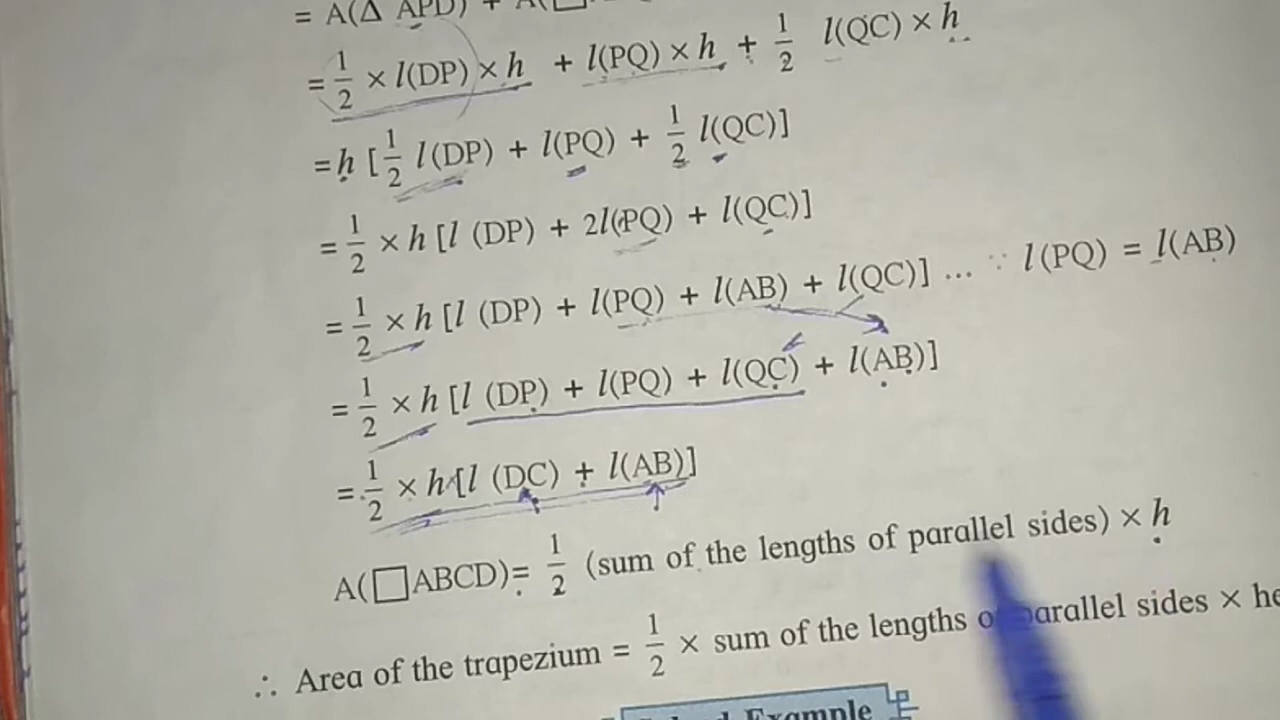 = A(Δ APD) + A(□
= 1/2 × l(DP) × h + l(PQ) × h + 1/2 l(QC) × h
= h [1/2 l(DP) + l(PQ) + 1/2 l(QC)]
= 1/2 × h [l (DP) + 2l(PQ) + l(QC)]
= 1/2 × h [l (DP) + l(PQ) + l(AB) + l(QC)] ... ∵ l(PQ) = l(AB)
= 1/2 × h [l (DP) + l(PQ) + l(QC) + l(AB)]
= 1/2 × h [l (DC) + l(AB)]
A(□ABCD) = 1/2 (sum of the lengths of parallel sides) × h
∴ Area of the trapezium = 1/2 × sum of the lengths parallel sides ×
Example